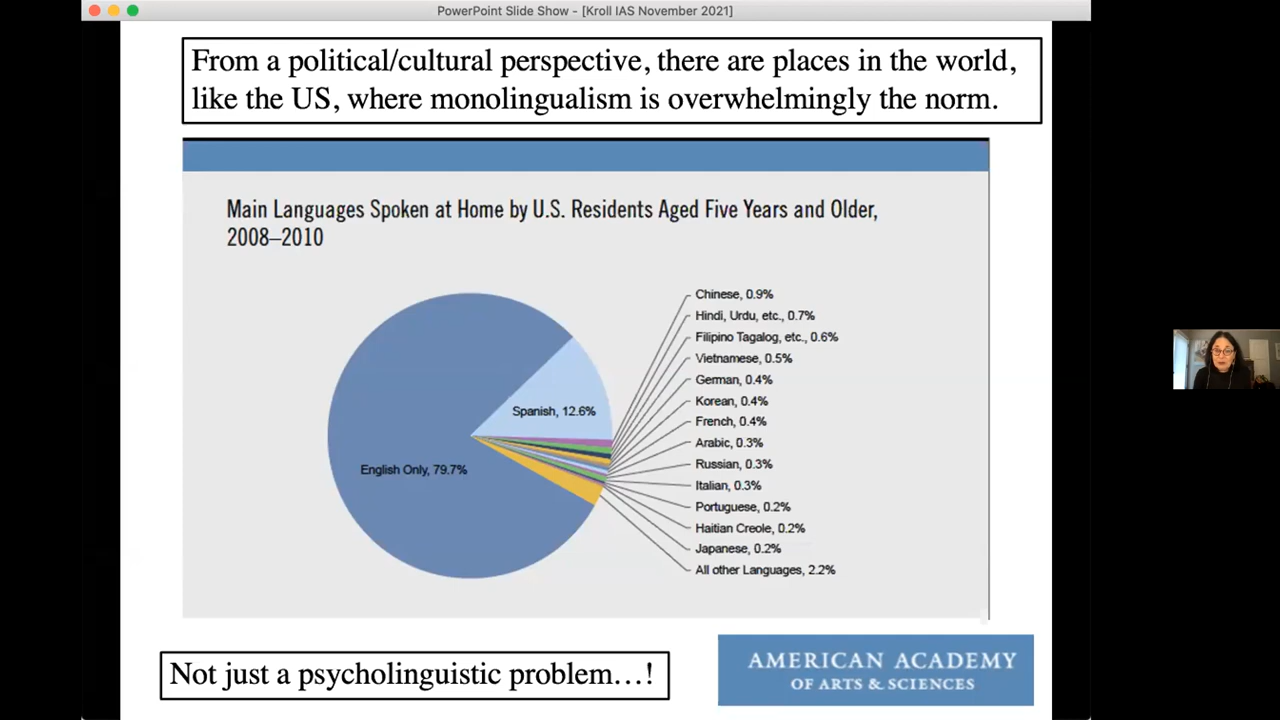 PowerPoint Slide Show - [Kroll IAS November 2021]
From a political/cultural perspective, there are places in the world,
like the US, where monolingualism is overwhelmingly the norm.
Main Languages Spoken at Home by U.S. Residents Aged Five Years and Older,
2008–2010
Chinese, 0.9%
Hindi, Urdu, etc., 0.7%
Filipino Tagalog, etc., 0.6%
Vietnamese, 0.5%
German, 0.4%
Korean, 0.4%
French, 0.4%
Arabic, 0.3%
Russian, 0.3%
Italian, 0.3%
Portuguese, 0.2%
Haitian Creole, 0.2%
Japanese, 0.2%
All other Languages, 2.2%
Spanish, 12.6%
English Only, 79.7%
Not just a psycholinguistic problem…!
AMERICAN ACADEMY
OF ARTS & SCIENCES